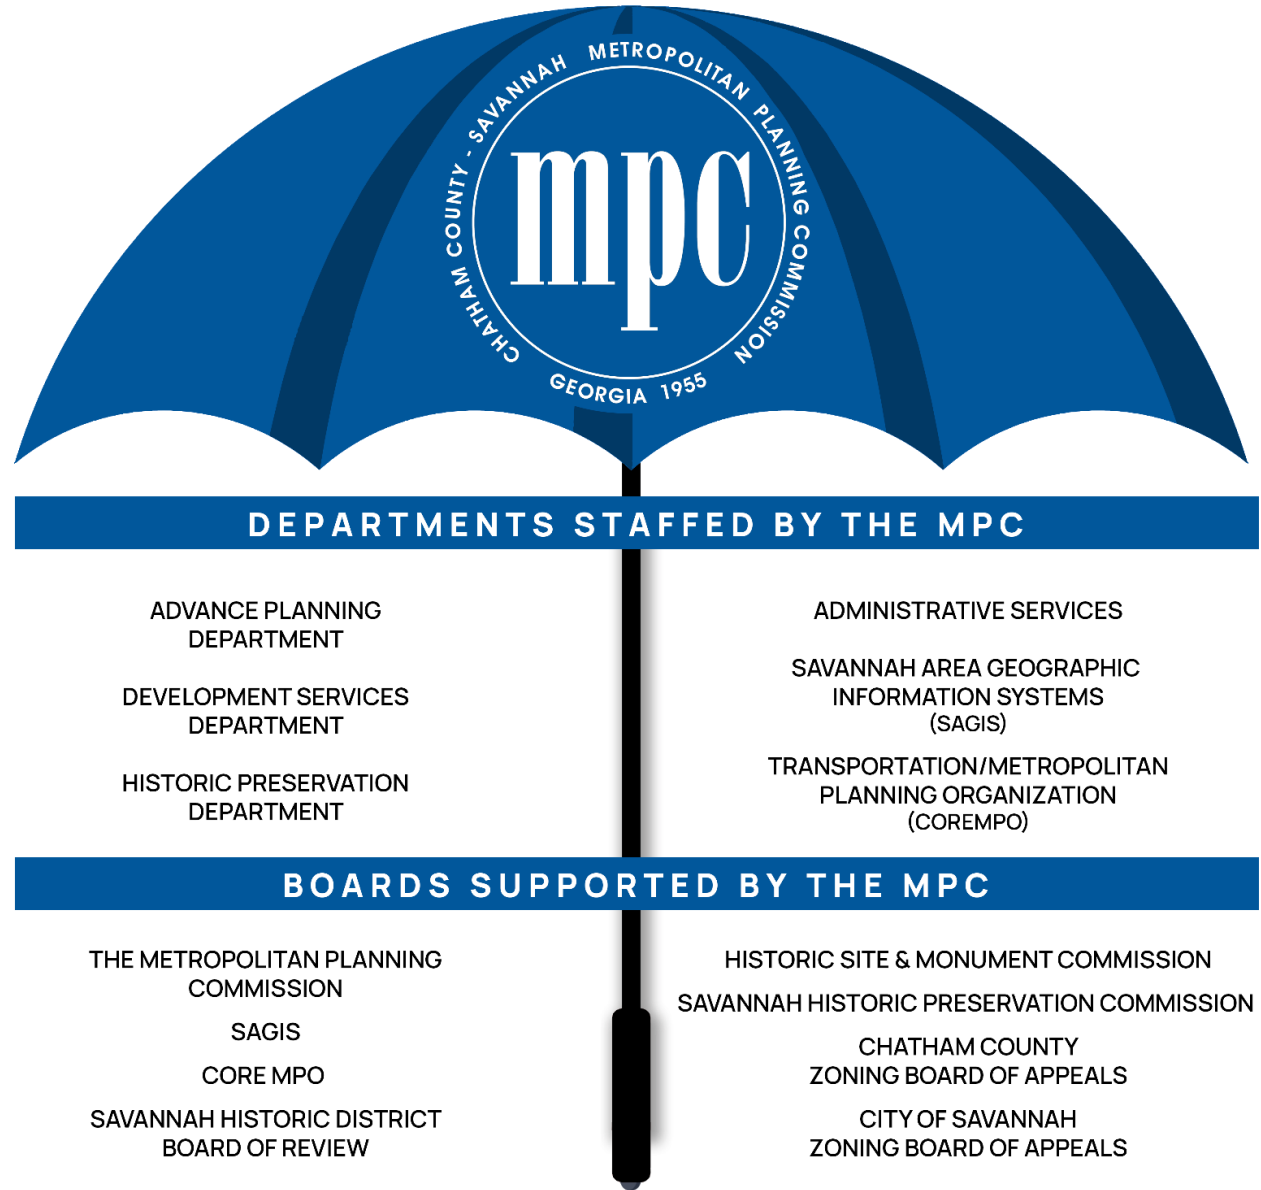 CHATHAM COUNTY - SAVANNAH METROPOLITAN PLANNING COMMISSION
mpc
GEORGIA 1955
DEPARTMENTS STAFFED BY THE MPC
ADVANCE PLANNING
DEPARTMENT
DEVELOPMENT SERVICES
DEPARTMENT
HISTORIC PRESERVATION
DEPARTMENT
ADMINISTRATIVE SERVICES
SAVANNAH AREA GEOGRAPHIC
INFORMATION SYSTEMS
(SAGIS)
TRANSPORTATION/METROPOLITAN
PLANNING ORGANIZATION
(COREMPO)
BOARDS SUPPORTED BY THE MPC
THE METROPOLITAN PLANNING
COMMISSION
SAGIS
CORE MPO
SAVANNAH HISTORIC DISTRICT
BOARD OF REVIEW
HISTORIC SITE & MONUMENT COMMISSION
SAVANNAH HISTORIC PRESERVATION COMMISSION
CHATHAM COUNTY
ZONING BOARD OF APPEALS
CITY OF SAVANNAH
ZONING BOARD OF APPEALS